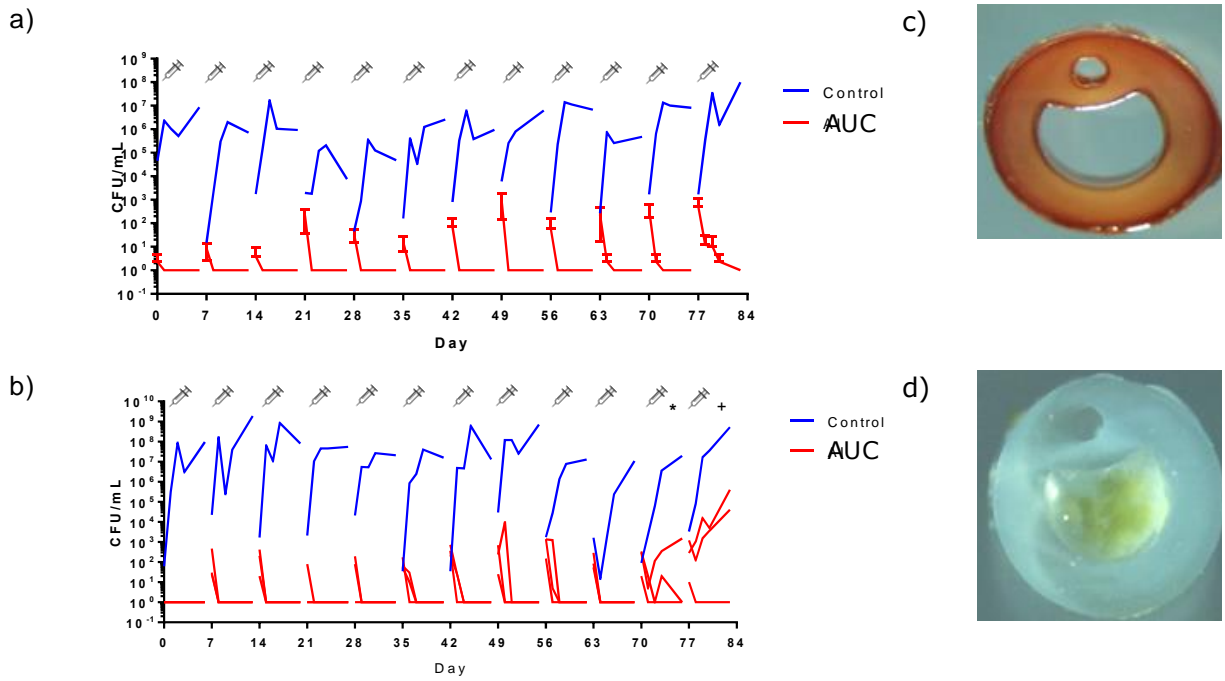 a)
CFU/mL
10⁹
10⁸
10⁷
10⁶
10⁵
10⁴
10³
10²
10¹
10⁰
10⁻¹
0 7 14 21 28 35 42 49 56 63 70 77 84
Day
Control
AUC
b)
CFU/mL
10¹⁰
10⁹
10⁸
10⁷
10⁶
10⁵
10⁴
10³
10²
10¹
10⁰
10⁻¹
* +
0 7 14 21 28 35 42 49 56 63 70 77 84
Day
Control
AUC
c)
d)